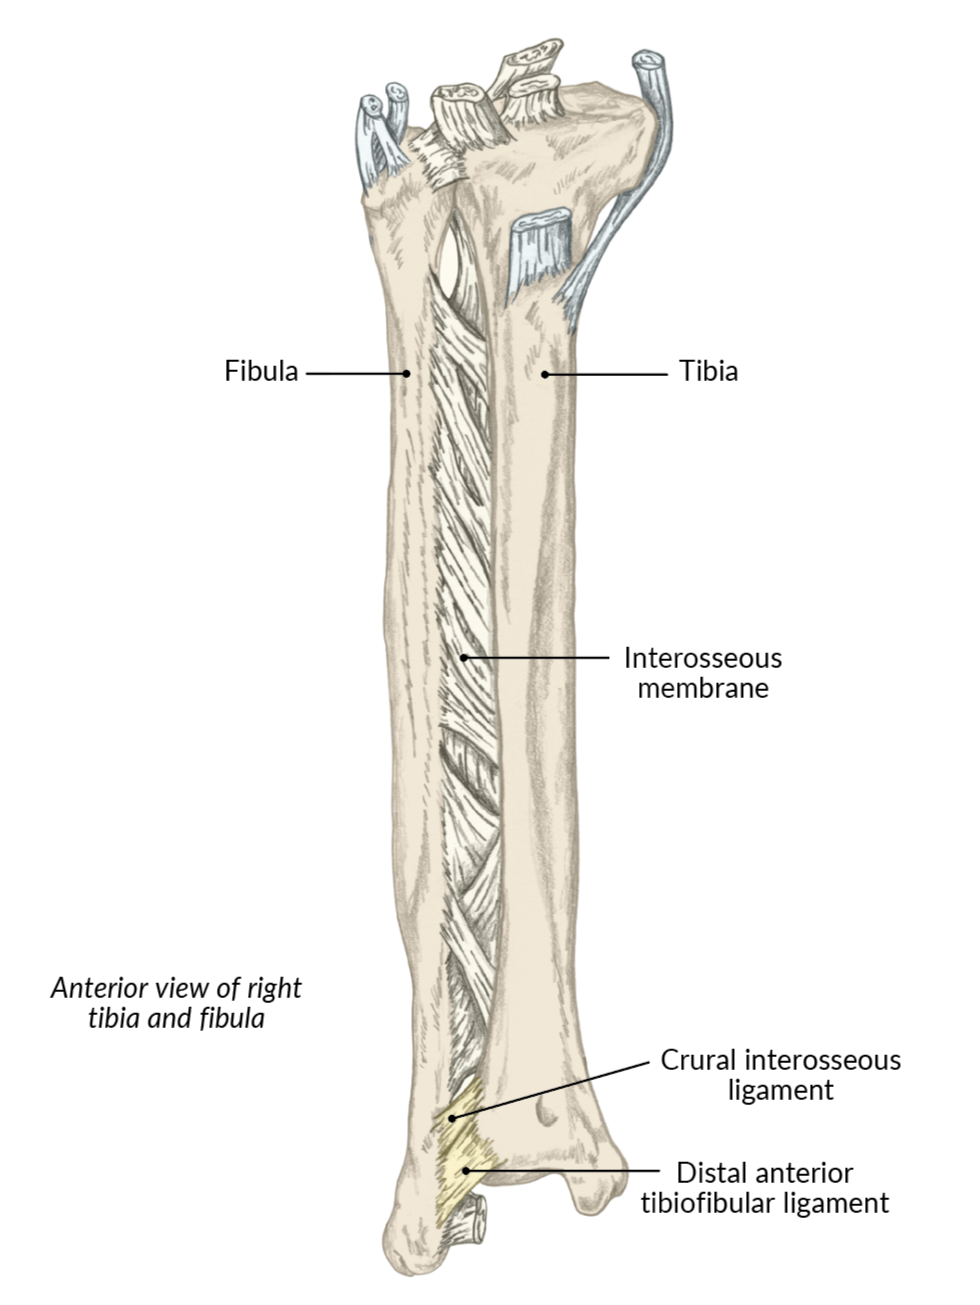 Fibula
Tibia
Interosseous
membrane
Anterior view of right
tibia and fibula
Crural interosseous
ligament
Distal anterior
tibiofibular ligament